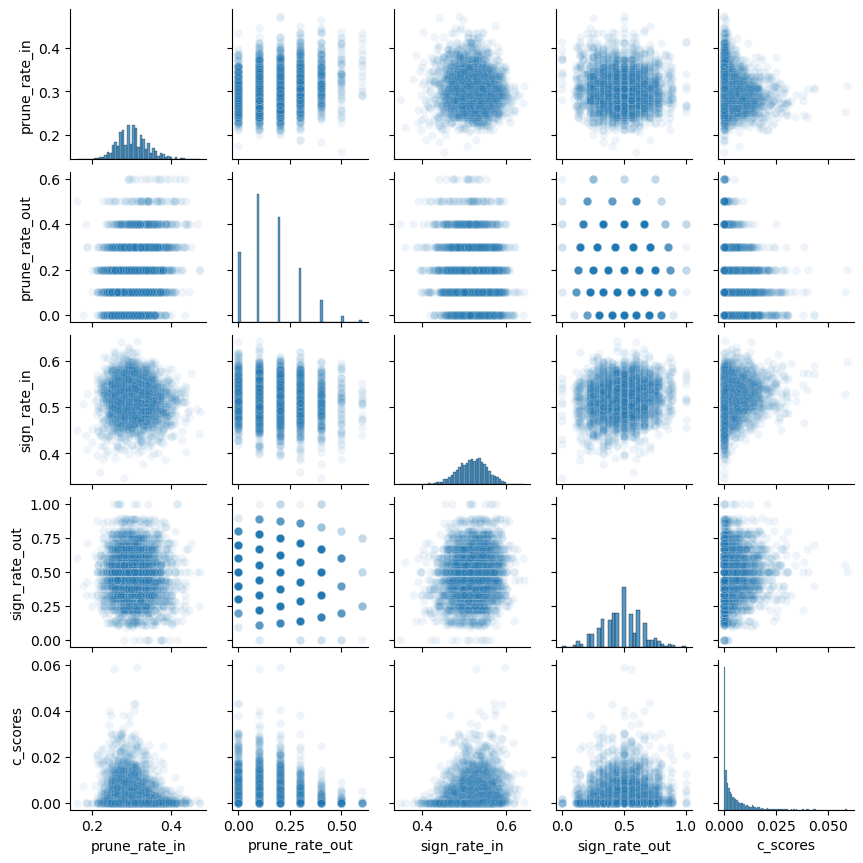 prune_rate_in
0.4
0.3
0.2
prune_rate_out
0.6
0.4
0.2
0.0
sign_rate_in
0.6
0.5
0.4
sign_rate_out
1.00
0.75
0.50
0.25
0.00
c_scores
0.06
0.04
0.02
0.00
0.2 0.4 0.00 0.25 0.50 0.4 0.6 0.0 0.5 1.0 0.000 0.025 0.050
prune_rate_in prune_rate_out sign_rate_in sign_rate_out c_scores